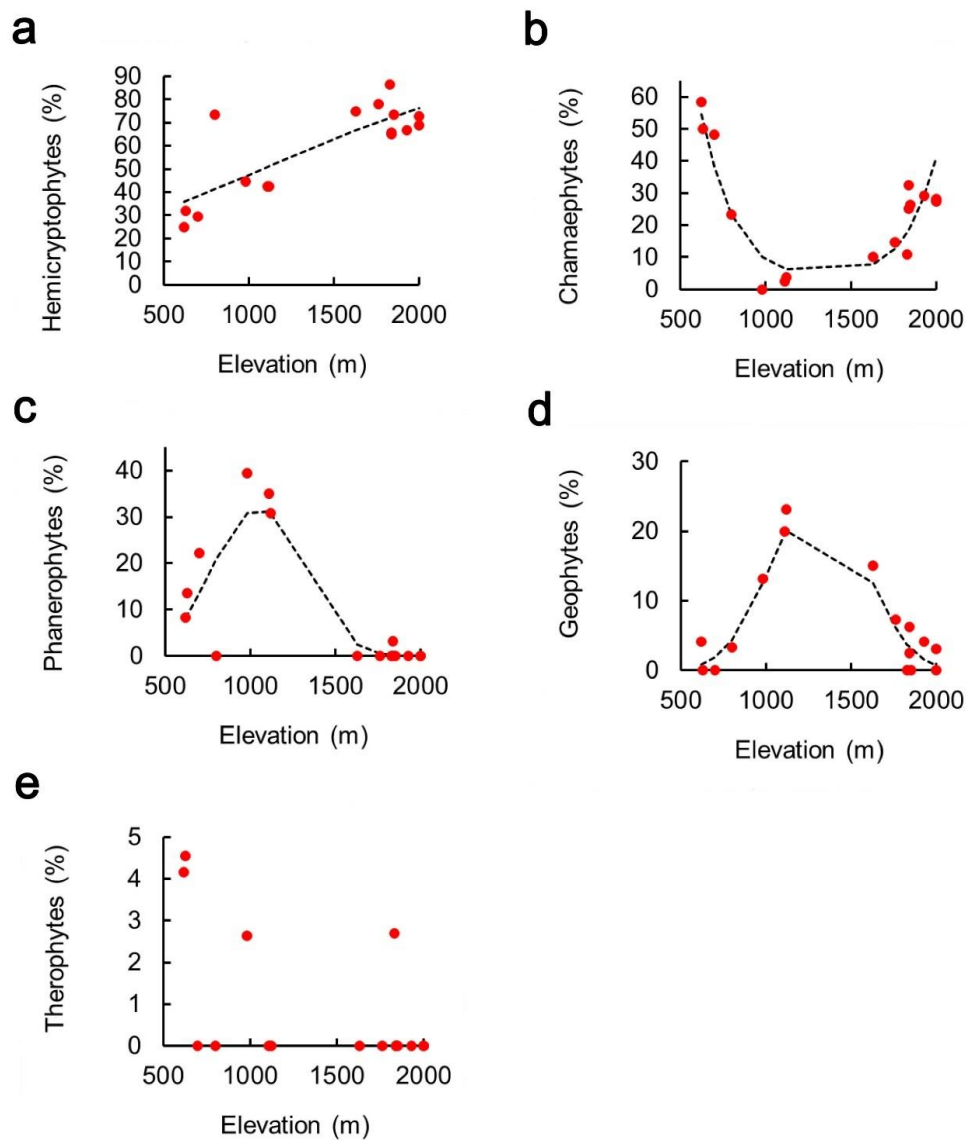 a
Hemicryptophytes (%)
90
80
70
60
50
40
30
20
10
0
500 1000 1500 2000
Elevation (m)
b
Chamaephytes (%)
60
50
40
30
20
10
0
500 1000 1500 2000
Elevation (m)
c
Phanerophytes (%)
40
30
20
10
0
500 1000 1500 2000
Elevation (m)
d
Geophytes (%)
30
20
10
0
500 1000 1500 2000
Elevation (m)
e
Therophytes (%)
5
4
3
2
1
0
500 1000 1500 2000
Elevation (m)